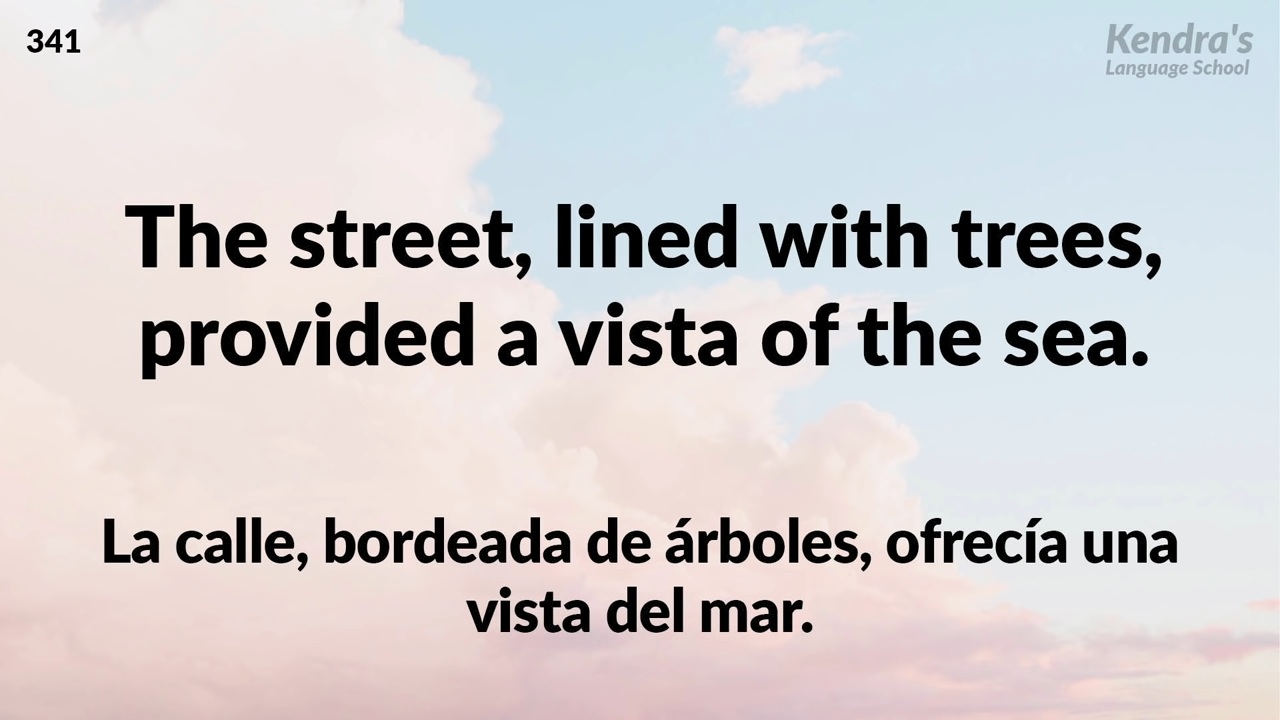 341
Kendra's
Language School
The street, lined with trees,
provided a vista of the sea.
La calle, bordeada de árboles, ofrecía una
vista del mar.